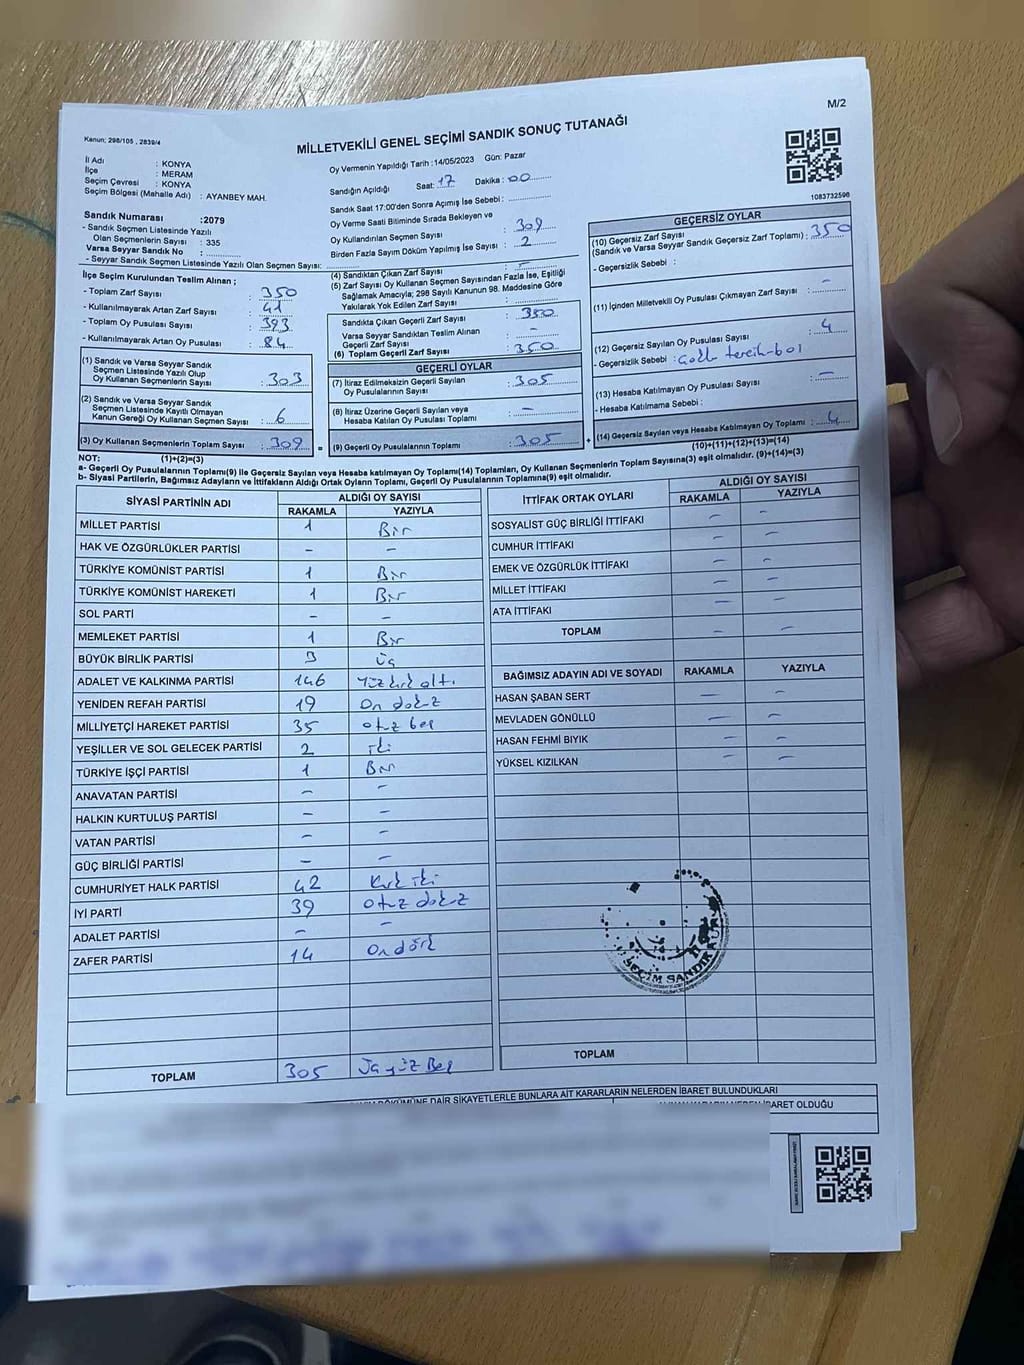 M/2
Kanun; 298/105 , 2839/4
MİLLETVEKİLİ GENEL SEÇİMİ SANDIK SONUÇ TUTANAĞI
İl Adı : KONYA
İlçe : MERAM
Seçim Çevresi : KONYA
Seçim Bölgesi (Mahalle Adı) : AYANBEY MAH.
Sandık Numarası :2079
- Sandık Seçmen Listesinde Yazılı
Olan Seçmenlerin Sayısı : 335
Varsa Seyyar Sandık No :
- Seyyar Sandık Seçmen Listesinde Yazılı Olan Seçmen Sayısı:
Oy Vermenin Yapıldığı Tarih :14/05/2023 Gün: Pazar
Sandığın Açıldığı Saat: 17 Dakika : 00
Sandık Saat 17:00'den Sonra Açımış İse Sebebi :
Oy Verme Saati Bitiminde Sırada Bekleyen ve
Oy Kullandırılan Seçmen Sayısı : 309
Birden Fazla Sayım Döküm Yapılmış İse Sayısı : 2
1083732596
İlçe Seçim Kurulundan Teslim Alınan ;
- Toplam Zarf Sayısı : 350
- Kullanılmayarak Artan Zarf Sayısı : 41
- Toplam Oy Pusulası Sayısı : 393
- Kullanılmayarak Artan Oy Pusulası : 84
(1) Sandık ve Varsa Seyyar Sandık
Seçmen Listesinde Yazılı Olup
Oy Kullanan Seçmenlerin Sayısı : 303
(2) Sandık ve Varsa Seyyar Sandık
Seçmen Listesinde Kayıtlı Olmayan
Kanun Gereği Oy Kullanan Seçmen Sayısı : 6
(3) Oy Kullanan Seçmenlerin Toplam Sayısı : 309
(4) Sandıktan Çıkan Zarf Sayısı : -
(5) Zarf Sayısı Oy Kullanan Seçmen Sayısından Fazla İse, Eşitliği
Sağlamak Amacıyla; 298 Sayılı Kanunun 98. Maddesine Göre
Yakılarak Yok Edilen Zarf Sayısı :
Sandıkta Çıkan Geçerli Zarf Sayısı : 350
Varsa Seyyar Sandıktan Teslim Alınan
Geçerli Zarf Sayısı : -
(6) Toplam Geçerli Zarf Sayısı : 350
GEÇERLİ OYLAR
(7) İtiraz Edilmeksizin Geçerli Sayılan
Oy Pusulasının Sayısı : 305
(8) İtiraz Üzerine Geçerli Sayılan veya
Hesaba Katılan Oy Pusulası Toplamı : -
= (9) Geçerli Oy Pusulalarının Toplamı : 305
GEÇERSİZ OYLAR
(10) Geçersiz Zarf Sayısı
(Sandık ve Varsa Seyyar Sandık Geçersiz Zarf Toplamı) : 350
- Geçersizlik Sebebi :
(11) İçinden Milletvekili Oy Pusulası Çıkmayan Zarf Sayısı : -
(12) Geçersiz Sayılan Oy Pusulası Sayısı : 4
- Geçersizlik Sebebi :
(13) Hesaba Katılmayan Oy Pusulası Sayısı : -
- Hesaba Katılmama Sebebi :
+ (14) Geçersiz Sayılan veya Hesaba Katılmayan Oy Toplamı : 4
NOT: (1)+(2)=(3) (10)+(11)+(12)+(13)=(14)
a- Geçerli Oy Pusulalarının Toplamı(9) ile Geçersiz Sayılan veya Hesaba katılmayan Oy Toplamı(14) Toplamları, Oy Kullanan Seçmenlerin Toplam Sayısına(3) eşit olmalıdır. (9)+(14)=(3)
b- Siyasi Partilerin, Bağımsız Adayların ve İttifakların Aldığı Ortak Oyların Toplamı, Geçerli Oy Pusulalarının Toplamına(9) eşit olmalıdır.
SİYASİ PARTİNİN ADI ALDIĞI OY SAYISI
RAKAMLA YAZIYLA
MİLLET PARTİSİ 1 Bir
HAK VE ÖZGÜRLÜKLER PARTİSİ - -
TÜRKİYE KOMÜNİST PARTİSİ 1 Bir
TÜRKİYE KOMÜNİST HAREKETİ 1 Bir
SOL PARTİ - -
MEMLEKET PARTİSİ 1 Bir
BÜYÜK BİRLİK PARTİSİ 3 Üç
ADALET VE KALKINMA PARTİSİ 146 Yüz kırk altı
YENİDEN REFAH PARTİSİ 19 On dokuz
MİLLİYETÇİ HAREKET PARTİSİ 35 otuz beş
YEŞİLLER VE SOL GELECEK PARTİSİ 2 iki
TÜRKİYE İŞÇİ PARTİSİ 1 Bir
ANAVATAN PARTİSİ - -
HALKIN KURTULUŞ PARTİSİ - -
VATAN PARTİSİ - -
GÜÇ BİRLİĞİ PARTİSİ - -
CUMHURİYET HALK PARTİSİ 42 Kırk iki
İYİ PARTİ 39 otuz dokuz
ADALET PARTİSİ - -
ZAFER PARTİSİ 14 On dört
TOPLAM 305 Üçyüz Beş
İTTİFAK ORTAK OYLARI ALDIĞI OY SAYISI
RAKAMLA YAZIYLA
SOSYALİST GÜÇ BİRLİĞİ İTTİFAKI - -
CUMHUR İTTİFAKI - -
EMEK VE ÖZGÜRLÜK İTTİFAKI - -
MİLLET İTTİFAKI - -
ATA İTTİFAKI - -
TOPLAM - -
BAĞIMSIZ ADAYIN ADI VE SOYADI RAKAMLA YAZIYLA
HASAN ŞABAN SERT - -
MEVLADEN GÖNÜLLÜ - -
HASAN FEHMİ BIYIK - -
YÜKSEL KIZILKAN - -
SEÇİM SANDIK KURU
TOPLAM
DÖKÜMÜNE DAİR ŞİKAYETLERLE BUNLARA AİT KARARLARIN NELERDEN İBARET BULUNDUKLARI
İBARET OLDUĞU